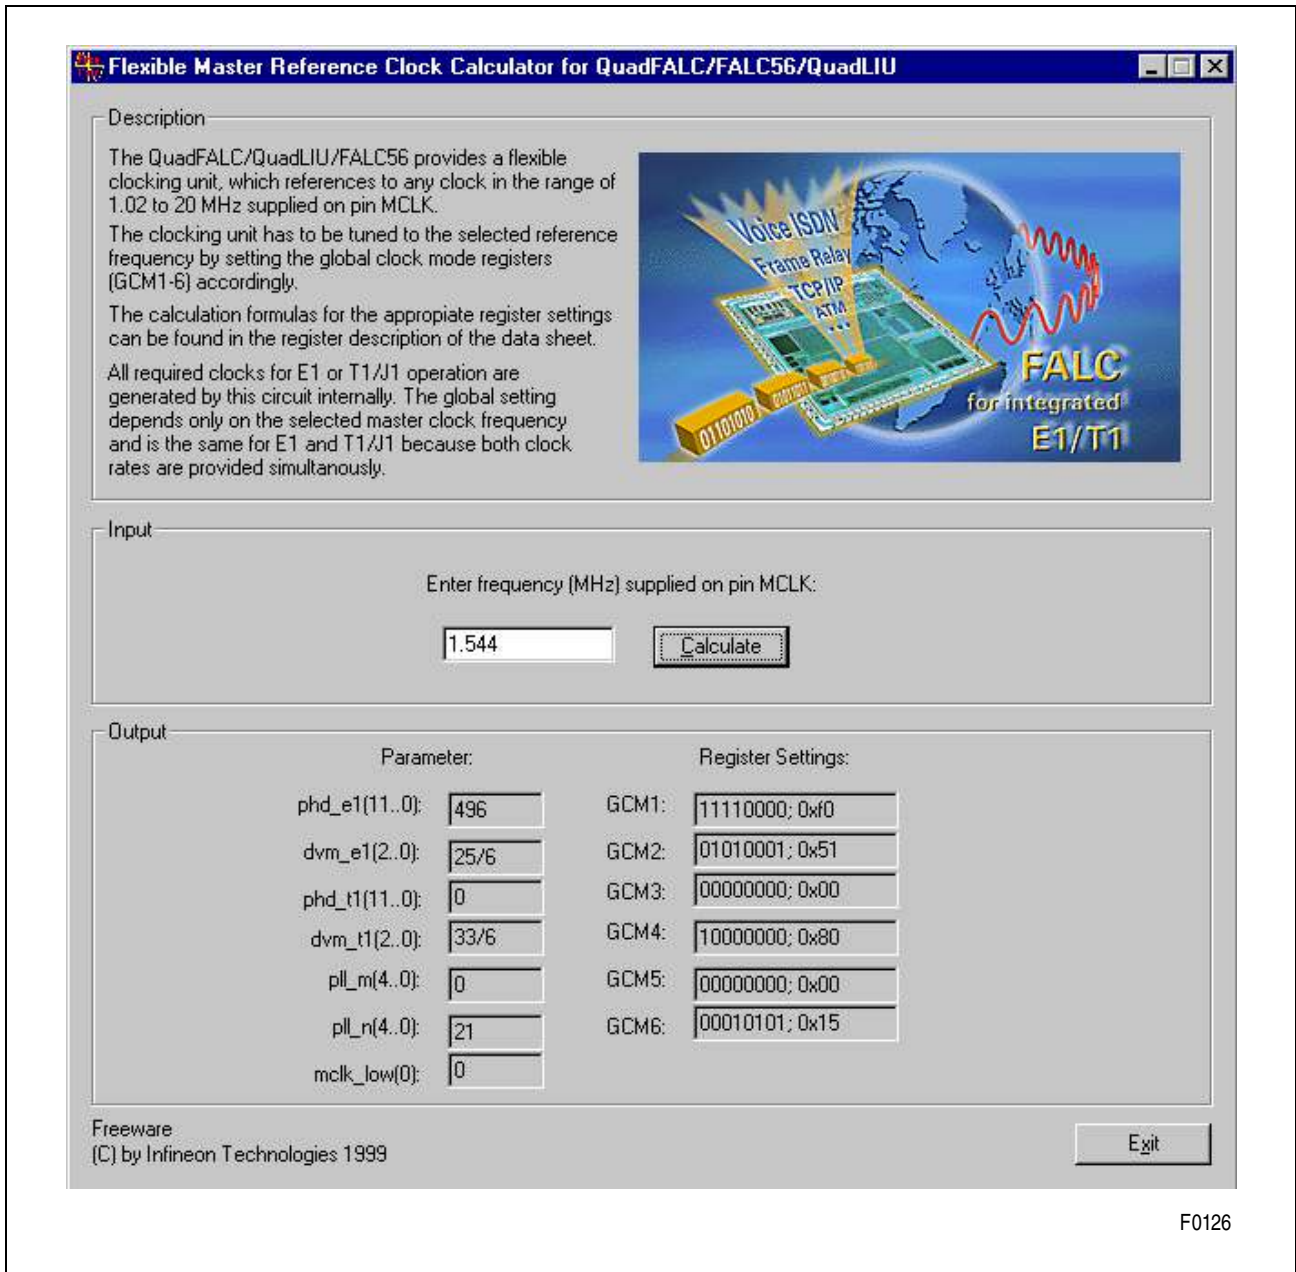 Flexible Master Reference Clock Calculator for QuadFALC/FALC56/QuadLIU
Description
The QuadFALC/QuadLIU/FALC56 provides a flexible
clocking unit, which references to any clock in the range of
1.02 to 20 MHz supplied on pin MCLK.
The clocking unit has to be tuned to the selected reference
frequency by setting the global clock mode registers
(GCM1-6) accordingly.
The calculation formulas for the appropiate register settings
can be found in the register description of the data sheet.
All required clocks for E1 or T1/J1 operation are
generated by this circuit internally. The global setting
depends only on the selected master clock frequency
and is the same for E1 and T1/J1 because both clock
rates are provided simultanously.
Voice ISDN
Frame Relay
TCP/IP
ATM
...
01101010
01011011
FALC
for integrated
E1/T1
Input
Enter frequency (MHz) supplied on pin MCLK:
1.544
Calculate
Output
Parameter:
Register Settings:
phd_e1(11..0): 496 GCM1: 11110000; 0xf0
dvm_e1(2..0): 25/6 GCM2: 01010001; 0x51
phd_t1(11..0): 0 GCM3: 00000000; 0x00
dvm_t1(2..0): 33/6 GCM4: 10000000; 0x80
pll_m(4..0): 0 GCM5: 00000000; 0x00
pll_n(4..0): 21 GCM6: 00010101; 0x15
mclk_low(0): 0
Freeware
(C) by Infineon Technologies 1999
Exit
F0126